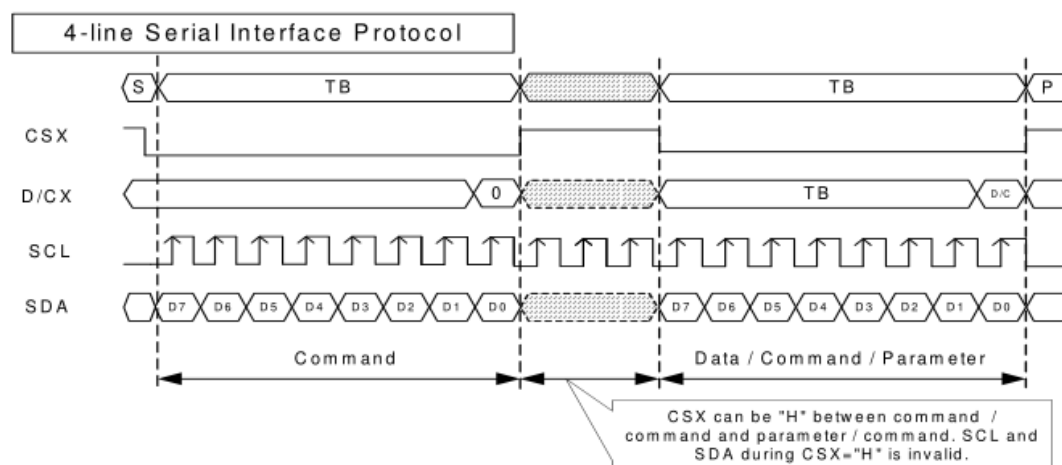 4-line Serial Interface Protocol
S TB TB P
CSX
D/CX 0 TB D/C
SCL
SDA D7 D6 D5 D4 D3 D2 D1 D0 D7 D6 D5 D4 D3 D2 D1 D0
Command Data / Command / Parameter
CSX can be "H" between command /
command and parameter / command. SCL and
SDA during CSX="H" is invalid.